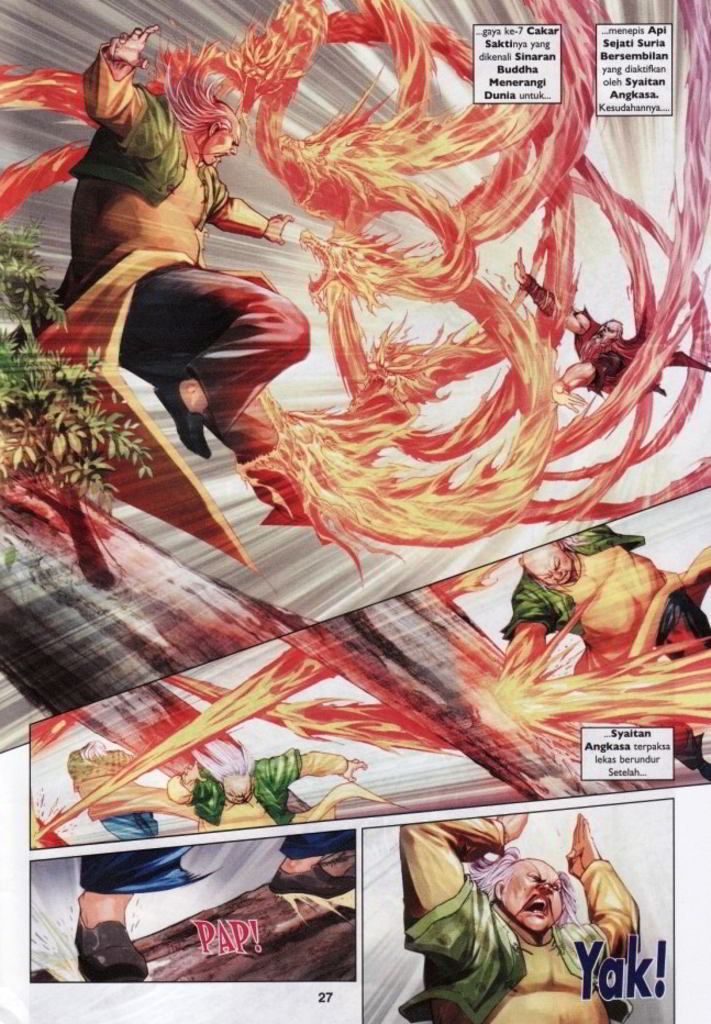 ...gaya ke-7 Cakar
Saktinya yang
dikenali Sinaran
Buddha
Menerangi
Dunia untuk...
...menepis Api
Sejati Suria
Bersembilan
yang diaktifkan
oleh Syaitan
Angkasa.
Kesudahannya....
...Syaitan
Angkasa terpaksa
lekas berundur
Setelah...
PAP!
Yak!
27